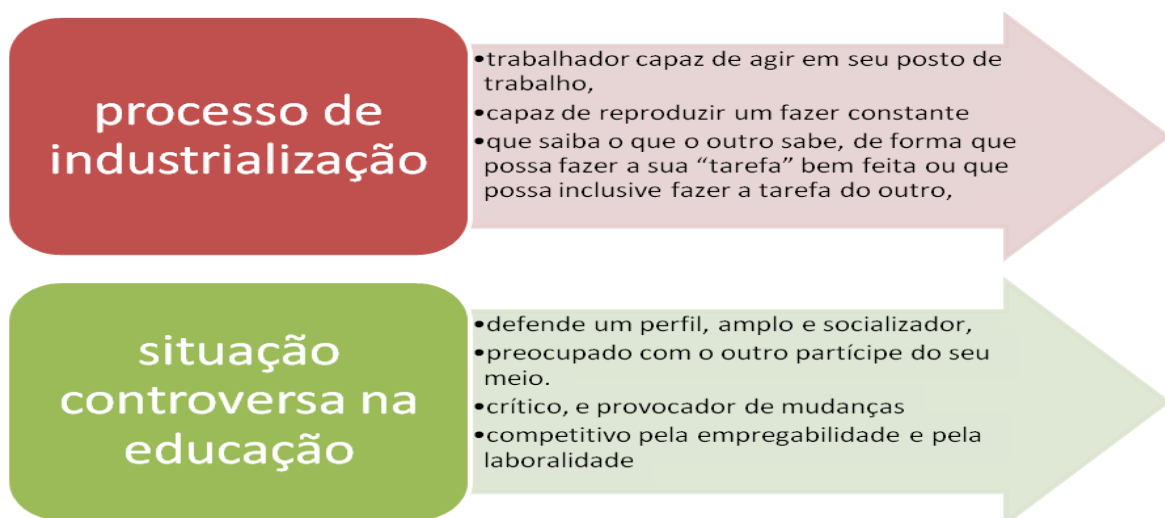 processo de
industrialização
•trabalhador capaz de agir em seu posto de
trabalho,
•capaz de reproduzir um fazer constante
•que saiba o que o outro sabe, de forma que
possa fazer a sua “tarefa” bem feita ou que
possa inclusive fazer a tarefa do outro,
situação
controversa na
educação
•defende um perfil, amplo e socializador,
•preocupado com o outro partícipe do seu
meio.
•crítico, e provocador de mudanças
•competitivo pela empregabilidade e pela
laboralidade